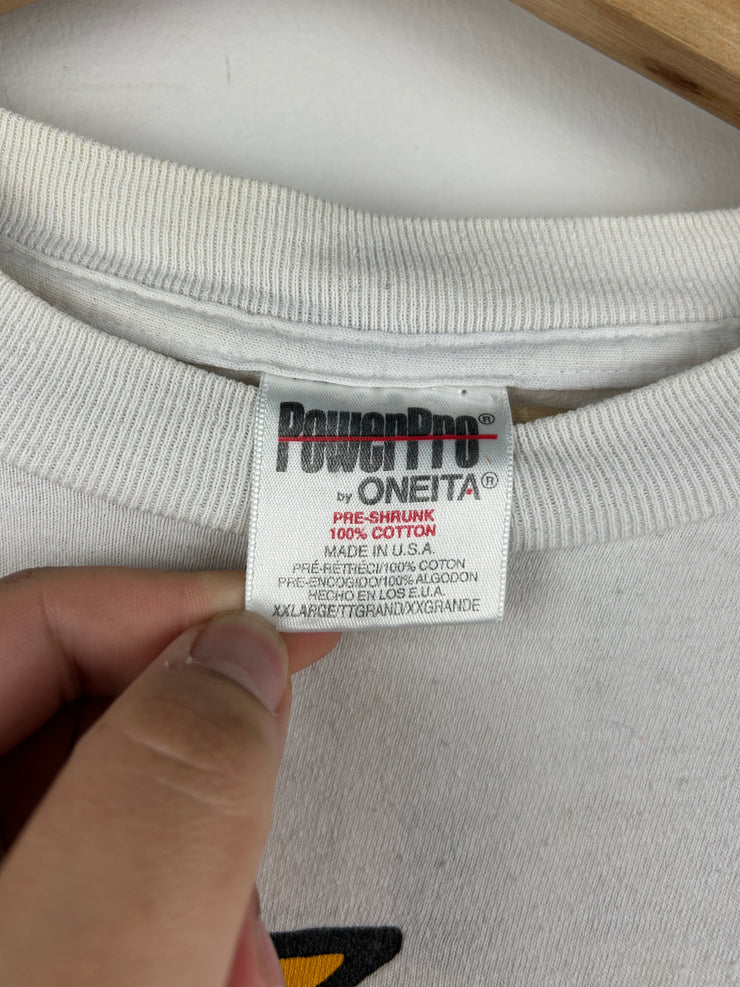 PowerPro®
by ONEITA®
PRE-SHRUNK
100% COTTON
MADE IN U.S.A.
PRÉ-RÉTRÉCI/100% COTON
PRE-ENCOGIDO/100% ALGODON
HECHO EN LOS E.U.A.
XXLARGE/TTGRAND/XXGRANDE